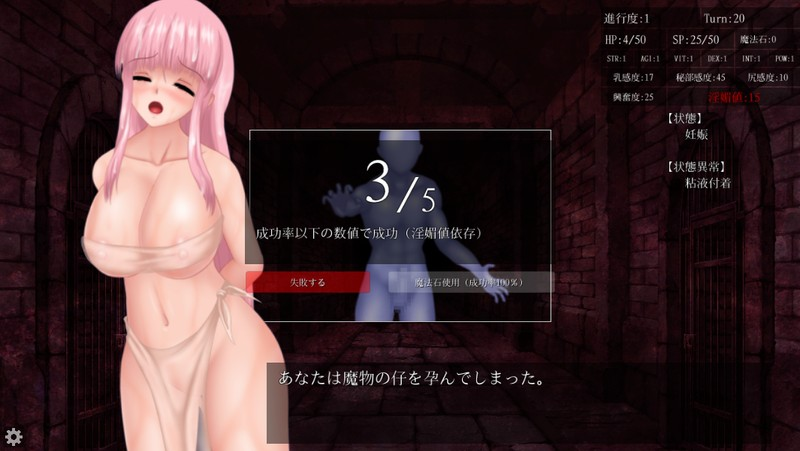 進行度:1 Turn:20
HP:4/50 SP:25/50 魔法石:0
STR:1 AGI:1 VIT:1 DEX:1 INT:1 POW:1
乳感度:17 秘部感度:45 尻感度:10
興奮度:25 淫媚値:15
【状態】
妊娠
【状態異常】
粘液付着
3/5
成功率以下の数値で成功（淫媚値依存）
失敗する 魔法石使用（成功率100%）
あなたは魔物の仔を孕んでしまった。